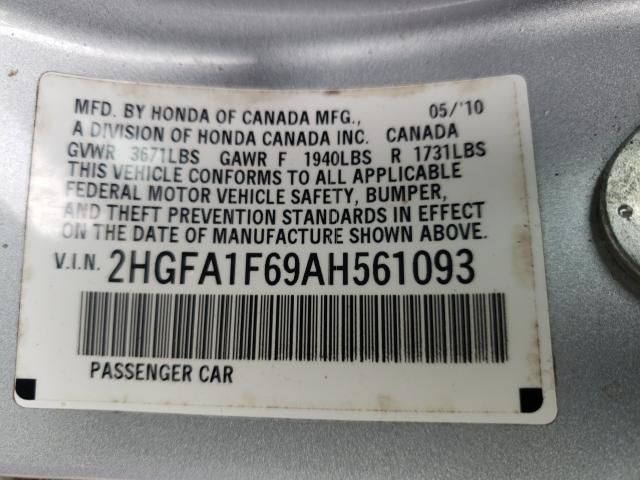 MFD. BY HONDA OF CANADA MFG., 05/'10
A DIVISION OF HONDA CANADA INC. CANADA
GVWR 3671LBS GAWR F 1940LBS R 1731LBS
THIS VEHICLE CONFORMS TO ALL APPLICABLE
FEDERAL MOTOR VEHICLE SAFETY, BUMPER,
AND THEFT PREVENTION STANDARDS IN EFFECT
ON THE DATE OF MANUFACTURE SHOWN ABOVE.
V.I.N. 2HGFA1F69AH561093
PASSENGER CAR